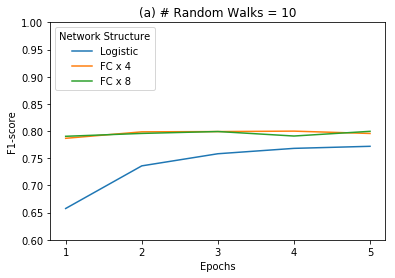 (a) # Random Walks = 10
1.00
0.95
0.90
0.85
0.80
0.75
0.70
0.65
0.60
F1-score
Network Structure
Logistic
FC x 4
FC x 8
1 2 3 4 5
Epochs